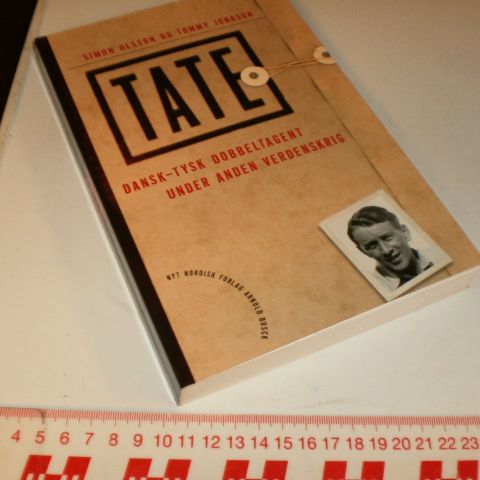 SIMON OLSSON OG TOMMY JONASON
TATE
DANSK-TYSK DOBBELTAGENT
UNDER ANDEN VERDENSKRIG
NYT NORDISK FORLAG ARNOLD BUSCK
4 5 6 7 8 9 10 11 12 13 14 15 16 17 18 19 20 21 22 23